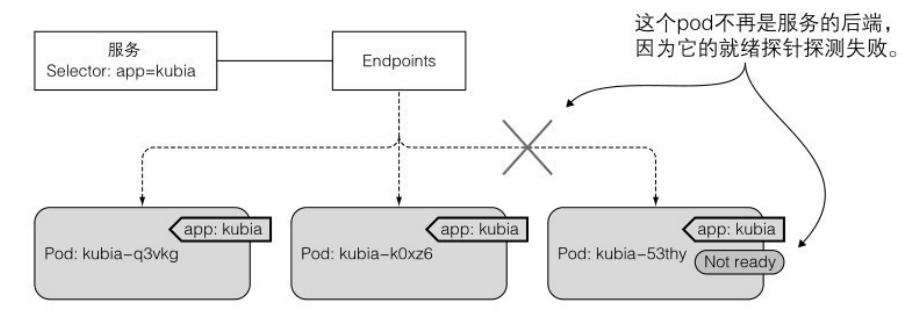 这个pod不再是服务的后端，
因为它的就绪探针探测失败。
服务
Selector: app=kubia
Endpoints
app: kubia
Pod: kubia-q3vkg
app: kubia
Pod: kubia-k0xz6
app: kubia
Pod: kubia-53thy
Not ready